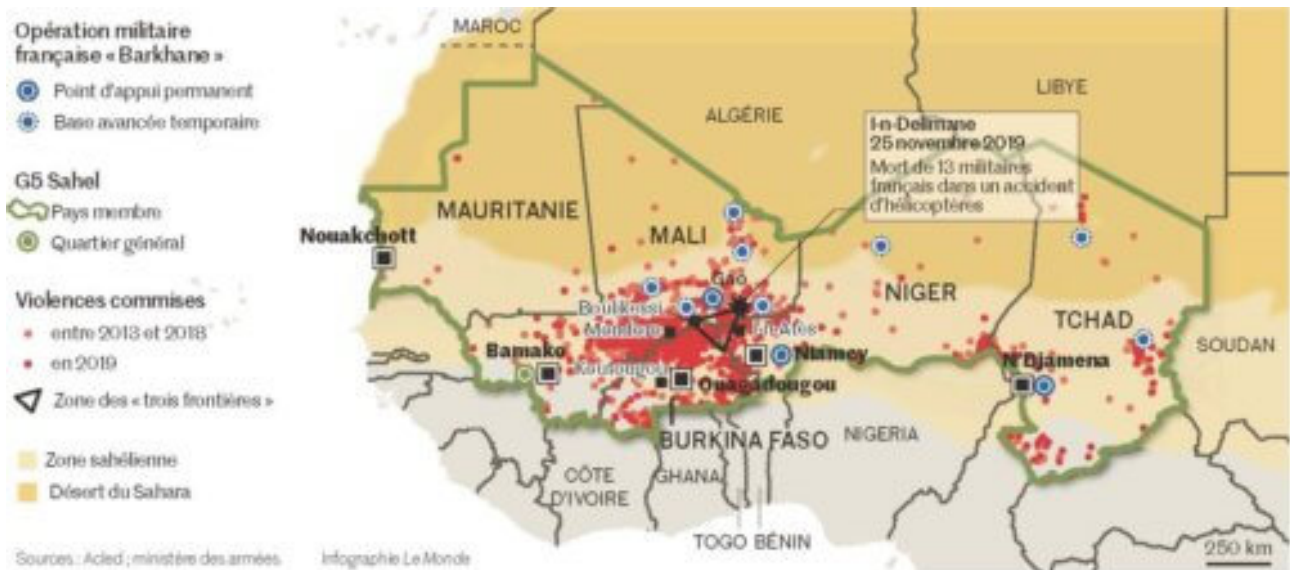 Opération militaire
française « Barkhane »
Point d'appui permanent
Base avancée temporaire
G5 Sahel
Pays membre
Quartier général
Violences commises
entre 2013 et 2018
en 2019
Zone des « trois frontières »
Zone sahélienne
Désert du Sahara
Sources : Acled ; ministère des armées
Infographie Le Monde
MAROC
ALGÉRIE
LIBYE
I-n-Delimane
25 novembre 2019
Mort de 13 militaires
français dans un accident
d'hélicoptères
MAURITANIE
Nouakchott
MALI
Gao
NIGER
TCHAD
SOUDAN
Boulkessi
Mondoro
Bamako
Koutougou
Niamey
N'Djamena
Ouagadougou
BURKINA FASO
NIGERIA
CÔTE
D'IVOIRE
GHANA
TOGO
BÉNIN
250 km